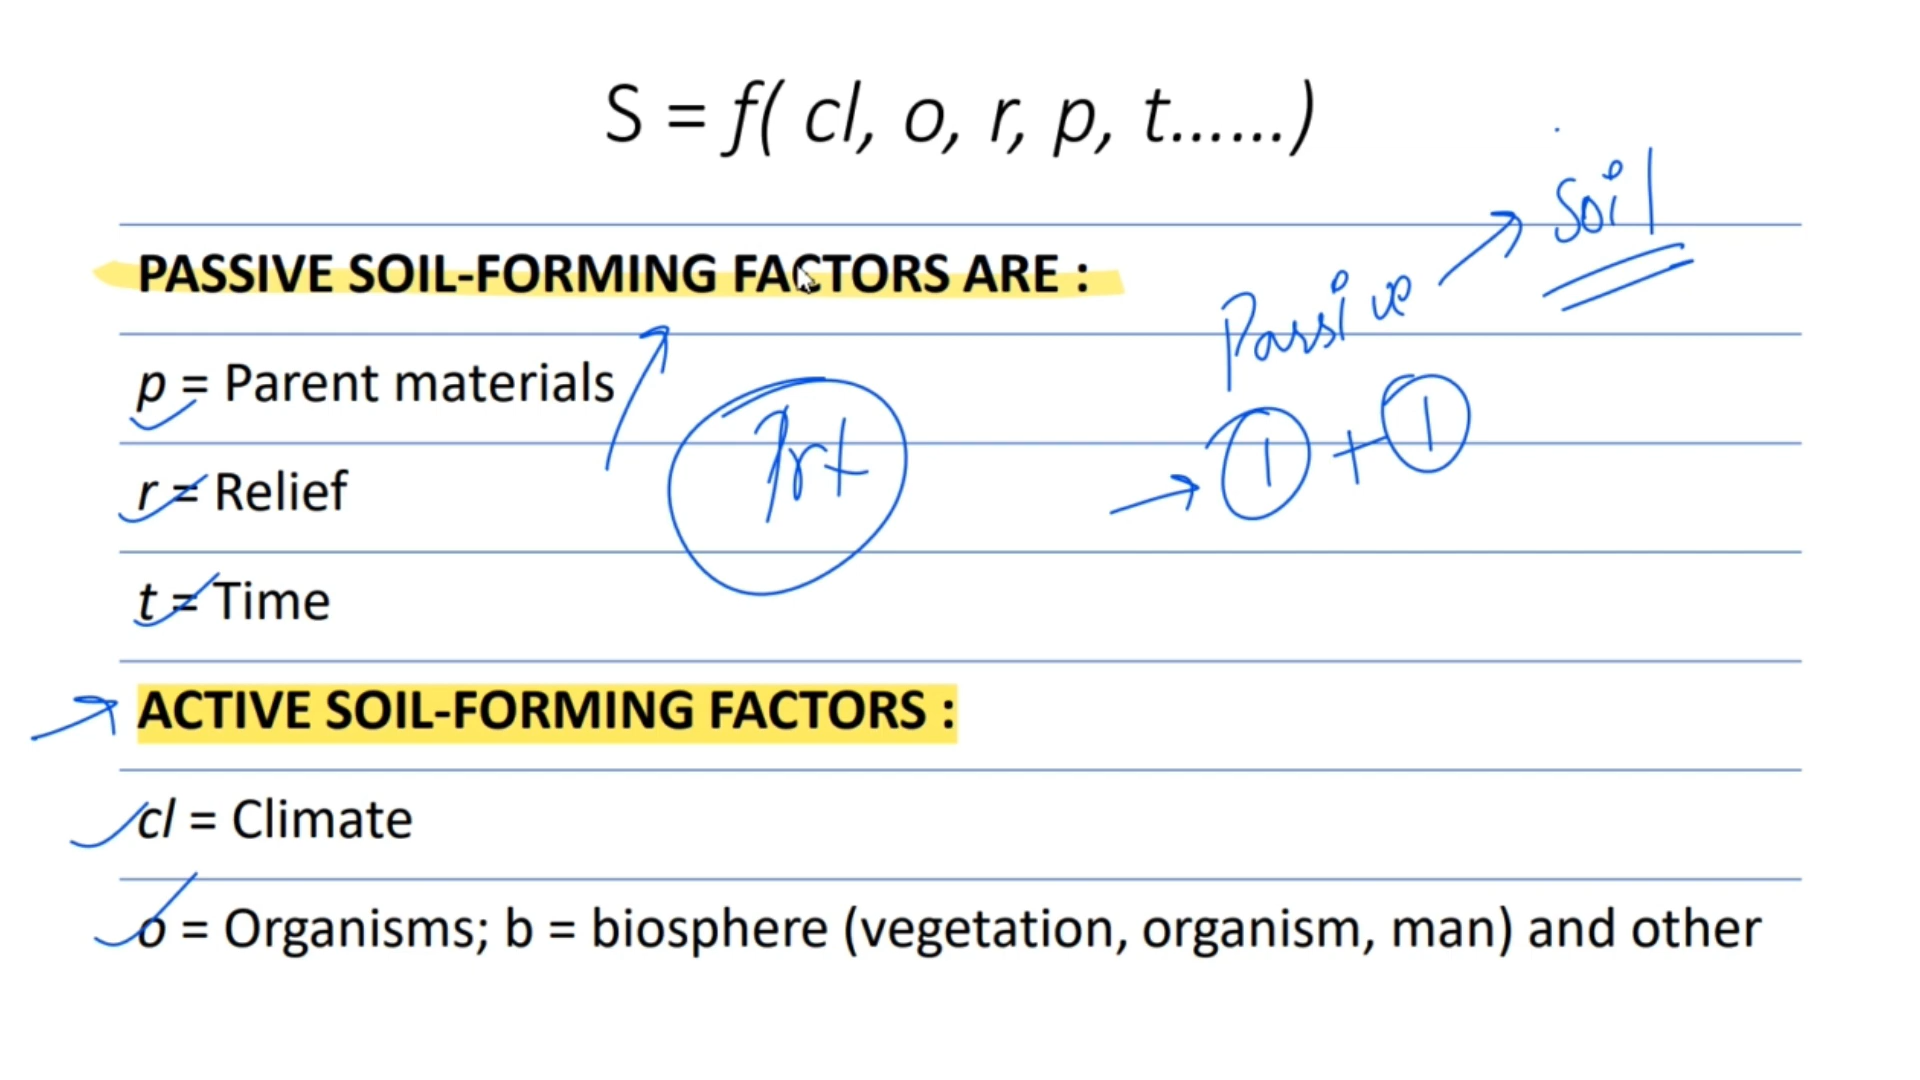 S = f( cl, o, r, p, t......)
soil
PASSIVE SOIL-FORMING FACTORS ARE :
Passive
p = Parent materials
1 + 1
Prt
r = Relief
t = Time
ACTIVE SOIL-FORMING FACTORS :
cl = Climate
o = Organisms; b = biosphere (vegetation, organism, man) and other